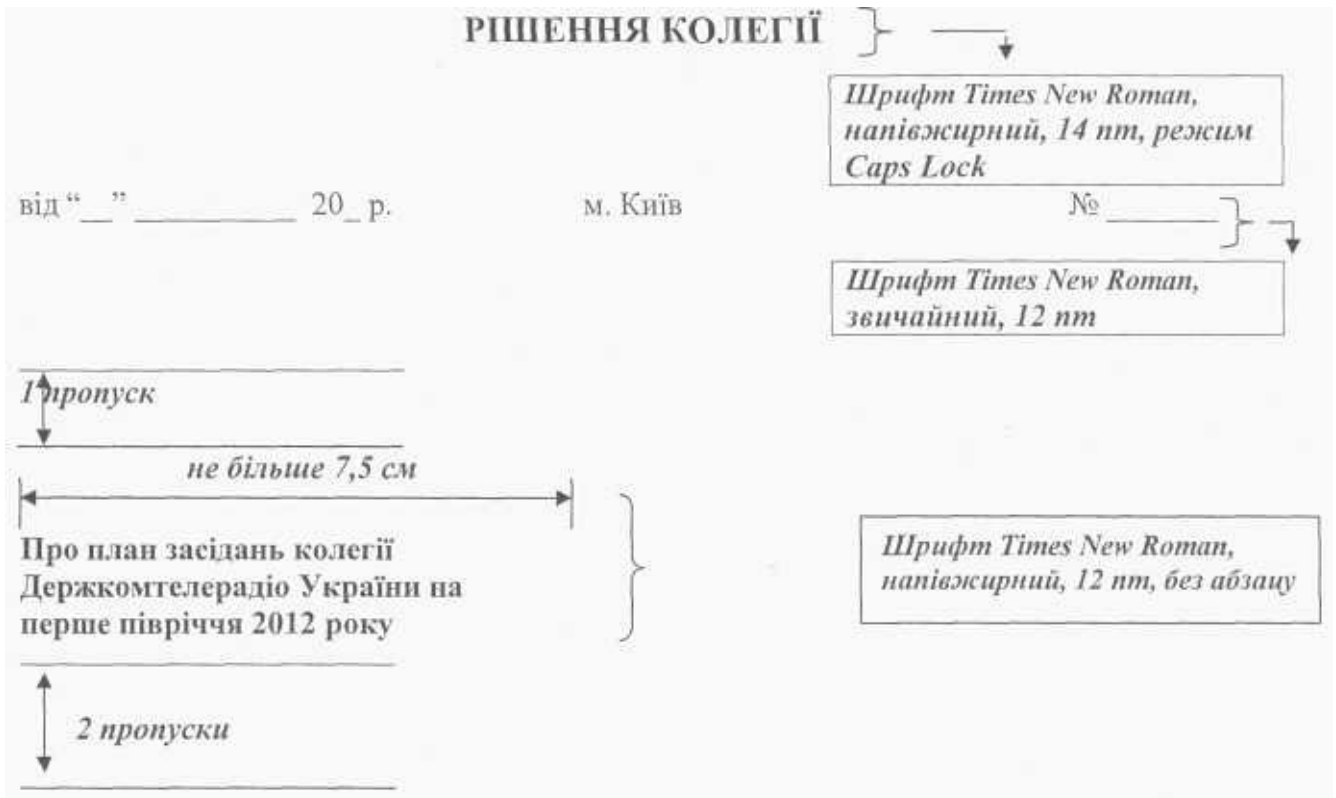 РІШЕННЯ КОЛЕГІЇ
Шрифт Times New Roman,
напівжирний, 14 пт, режим
Caps Lock
від “__” ____________ 20_ р. м. Київ № ________
Шрифт Times New Roman,
звичайний, 12 пт
1 пропуск
не більше 7,5 см
Про план засідань колегії
Держкомтелерадіо України на
перше півріччя 2012 року
Шрифт Times New Roman,
напівжирний, 12 пт, без абзацу
2 пропуски